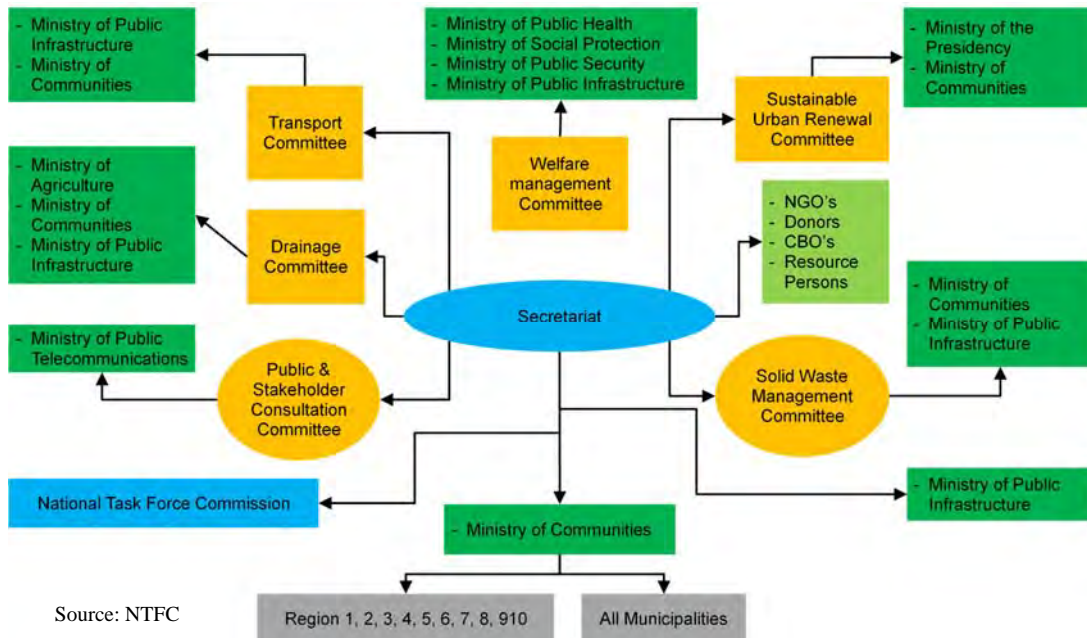 - Ministry of Public
Infrastructure
- Ministry of
Communities
- Ministry of Public Health
- Ministry of Social Protection
- Ministry of Public Security
- Ministry of Public Infrastructure
- Ministry of the
Presidency
- Ministry of
Communities
Transport
Committee
Welfare
management
Committee
Sustainable
Urban Renewal
Committee
- Ministry of
Agriculture
- Ministry of
Communities
- Ministry of Public
Infrastructure
Drainage
Committee
- NGO's
- Donors
- CBO's
- Resource
Persons
Secretariat
- Ministry of
Communities
- Ministry of Public
Infrastructure
- Ministry of Public
Telecommunications
Public &
Stakeholder
Consultation
Committee
Solid Waste
Management
Committee
National Task Force Commission
- Ministry of Public
Infrastructure
- Ministry of Communities
Source: NTFC
Region 1, 2, 3, 4, 5, 6, 7, 8, 910
All Municipalities